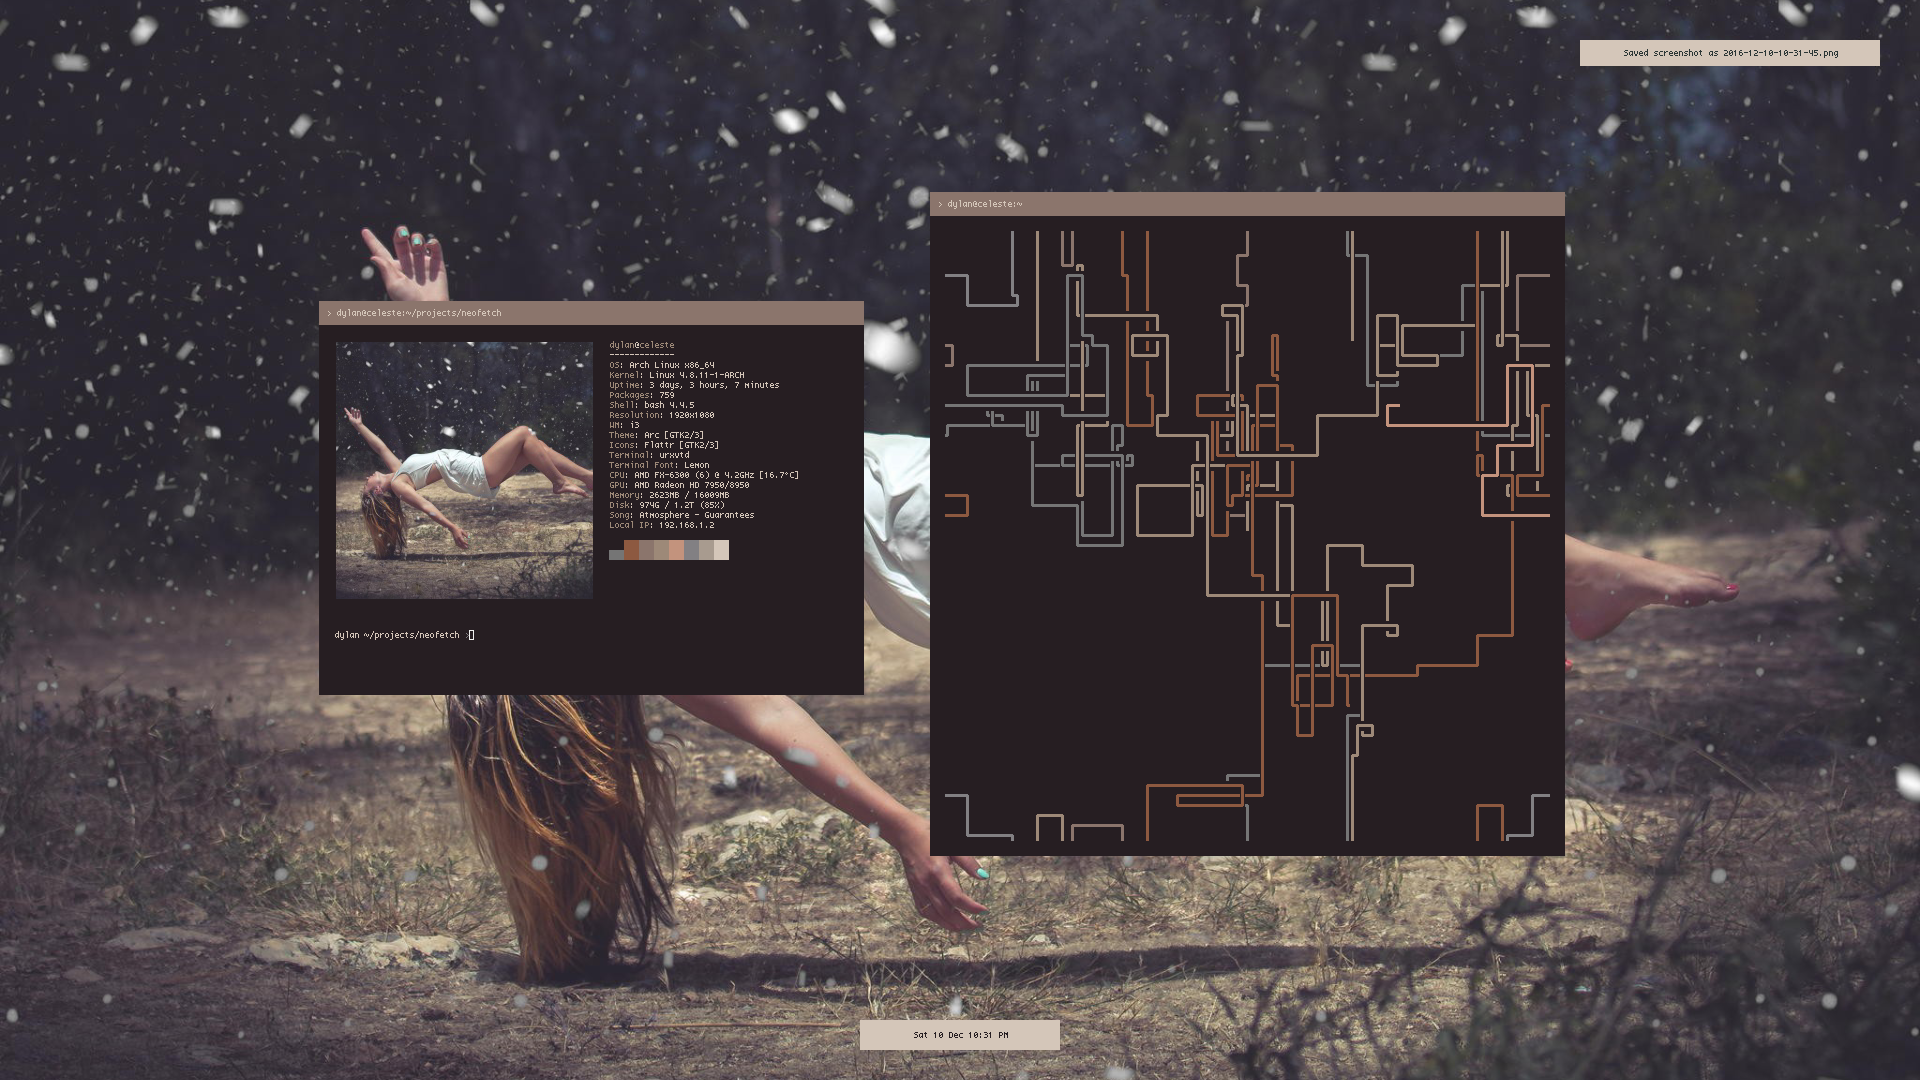 Saved screenshot as 2016-12-10-10-31-45.png
> dylan@celeste:~
> dylan@celeste:~/projects/neofetch
dylan@celeste
-------------
OS: Arch Linux x86_64
Kernel: Linux 4.8.11-1-ARCH
Uptime: 3 days, 3 hours, 7 minutes
Packages: 759
Shell: bash 4.4.5
Resolution: 1920x1080
WM: i3
Theme: Arc [GTK2/3]
Icons: Flattr [GTK2/3]
Terminal: urxvtd
Terminal Font: Lemon
CPU: AMD FX-6300 (6) @ 4.2GHz [16.7°C]
GPU: AMD Radeon HD 7950/8950
Memory: 2623MB / 16009MB
Disk: 974G / 1.2T (85%)
Song: Atmosphere - Guarantees
Local IP: 192.168.1.2
dylan ~/projects/neofetch >
Sat 10 Dec 10:31 PM